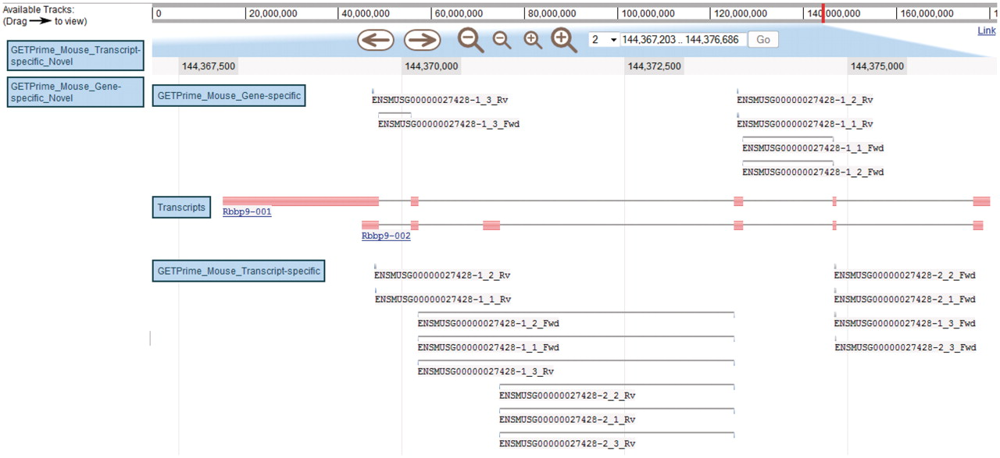 Available Tracks:
(Drag to view)
0 20,000,000 40,000,000 60,000,000 80,000,000 100,000,000 120,000,000 140,000,000 160,000,000 1
Link
2 144,367,203 .. 144,376,686 Go
GETPrime_Mouse_Transcript-
specific_Novel
GETPrime_Mouse_Gene-
specific_Novel
144,367,500 144,370,000 144,372,500 144,375,000
GETPrime_Mouse_Gene-specific
ENSMUSG00000027428-1_3_Rv ENSMUSG00000027428-1_2_Rv
ENSMUSG00000027428-1_3_Fwd ENSMUSG00000027428-1_1_Rv
ENSMUSG00000027428-1_1_Fwd
ENSMUSG00000027428-1_2_Fwd
Transcripts
Rbbp9-001
Rbbp9-002
GETPrime_Mouse_Transcript-specific
ENSMUSG00000027428-1_2_Rv ENSMUSG00000027428-2_2_Fwd
ENSMUSG00000027428-1_1_Rv ENSMUSG00000027428-2_1_Fwd
ENSMUSG00000027428-1_2_Fwd ENSMUSG00000027428-1_3_Fwd
ENSMUSG00000027428-1_1_Fwd ENSMUSG00000027428-2_3_Fwd
ENSMUSG00000027428-1_3_Rv
ENSMUSG00000027428-2_2_Rv
ENSMUSG00000027428-2_1_Rv
ENSMUSG00000027428-2_3_Rv